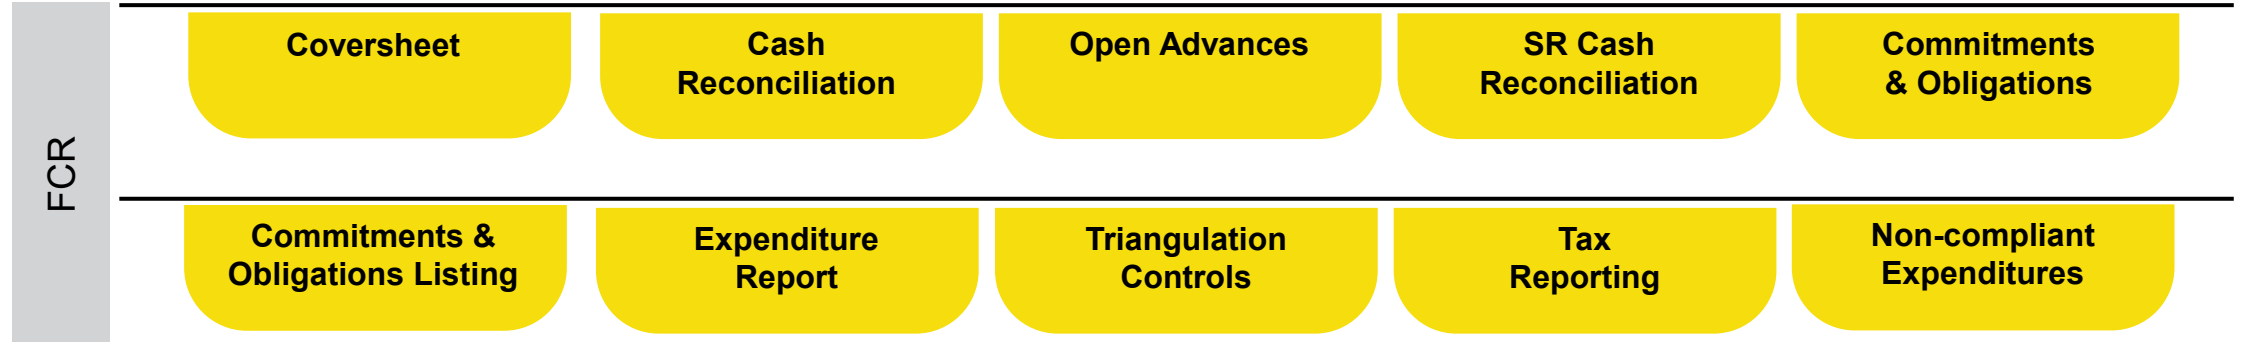 FCR
Coversheet
Cash
Reconciliation
Open Advances
SR Cash
Reconciliation
Commitments
& Obligations
Commitments &
Obligations Listing
Expenditure
Report
Triangulation
Controls
Tax
Reporting
Non-compliant
Expenditures